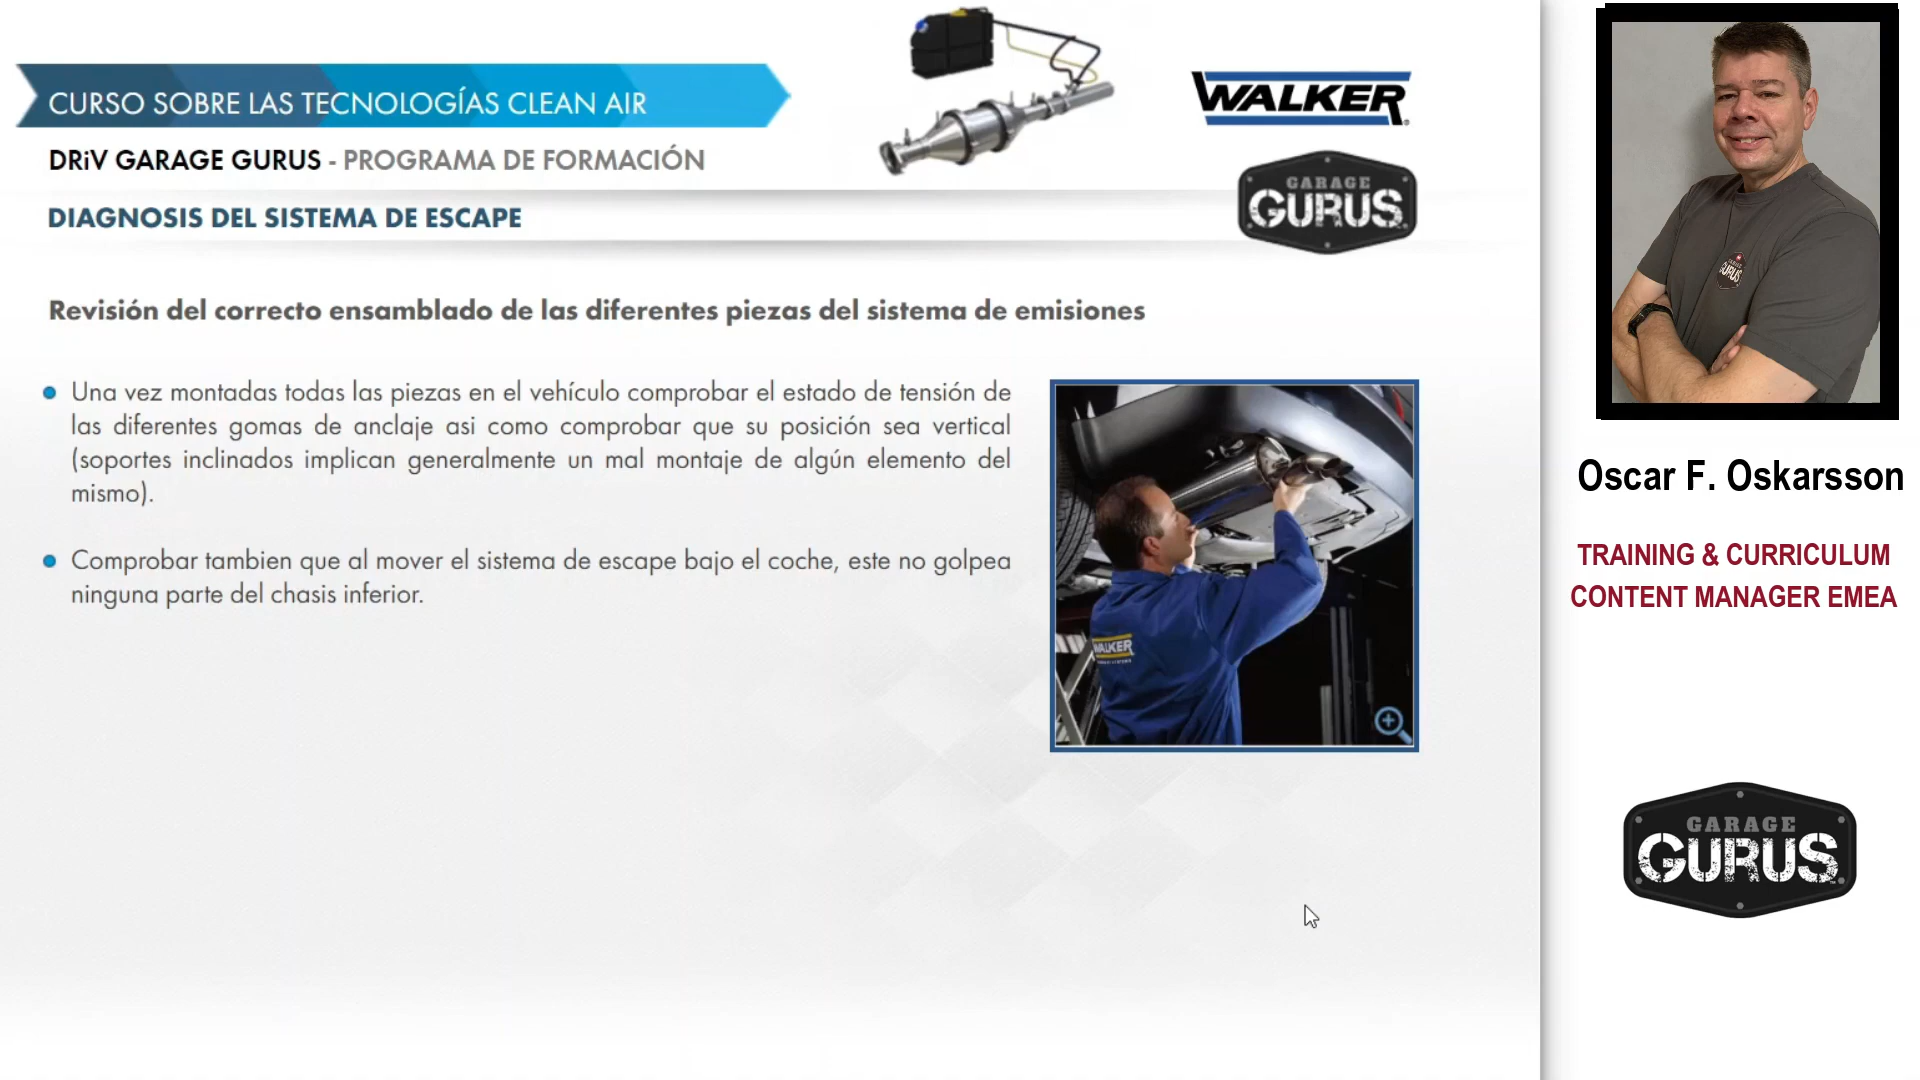 CURSO SOBRE LAS TECNOLOGÍAS CLEAN AIR
DRiV GARAGE GURUS - PROGRAMA DE FORMACIÓN
DIAGNOSIS DEL SISTEMA DE ESCAPE
WALKER
GARAGE
GURUS
Revisión del correcto ensamblado de las diferentes piezas del sistema de emisiones
Una vez montadas todas las piezas en el vehículo comprobar el estado de tensión de
las diferentes gomas de anclaje asi como comprobar que su posición sea vertical
(soportes inclinados implican generalmente un mal montaje de algún elemento del
mismo).
Comprobar tambien que al mover el sistema de escape bajo el coche, este no golpea
ninguna parte del chasis inferior.
WALKER
GARAGE
GURUS
Oscar F. Oskarsson
TRAINING & CURRICULUM
CONTENT MANAGER EMEA
GARAGE
GURUS